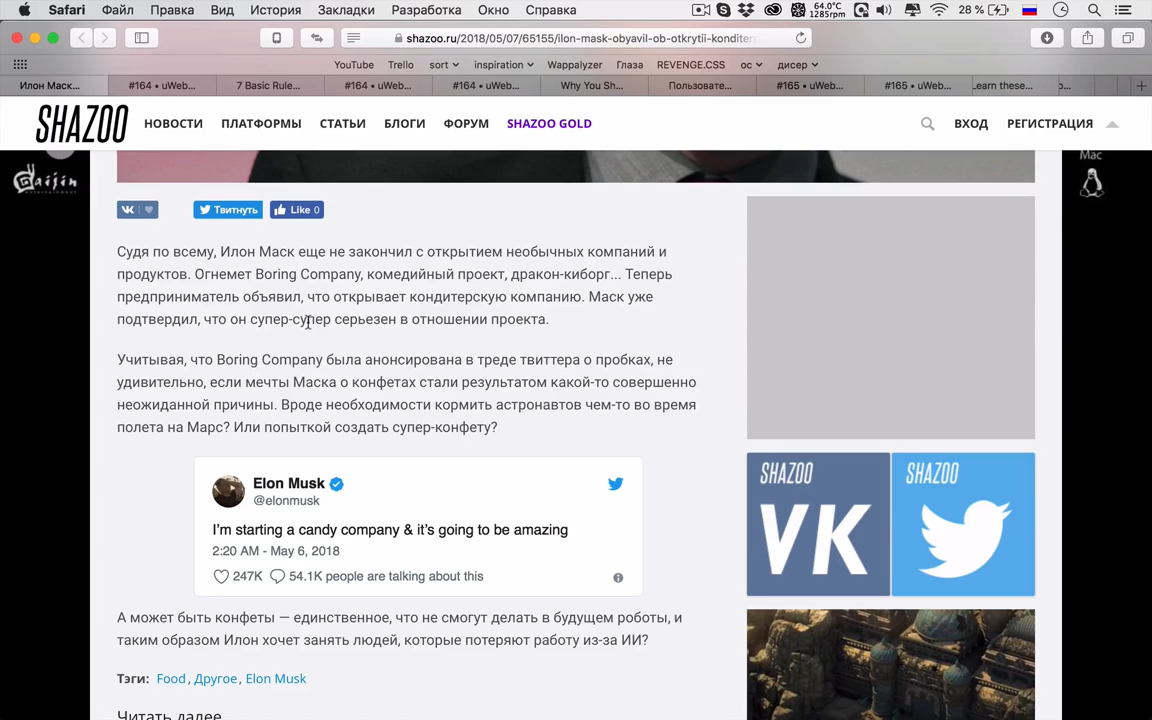 Safari Файл Правка Вид История Закладки Разработка Окно Справка 64.0°C 1285rpm 28 %
shazoo.ru/2018/05/07/65155/ilon-mask-obyavil-ob-otkrytii-konditer
YouTube Trello sort inspiration Wappalyzer Глаза REVENGE.CSS ос дисер
Илон Маск... #164 • uWeb... 7 Basic Rule... #164 • uWeb... #164 • uWeb... Why You Sh... Пользовате... #165 • uWeb... #165 • uWeb... Learn these...
SHAZOO НОВОСТИ ПЛАТФОРМЫ СТАТЬИ БЛОГИ ФОРУМ SHAZOO GOLD ВХОД РЕГИСТРАЦИЯ
Gaijin Mac
VK Твитнуть Like 0
Судя по всему, Илон Маск еще не закончил с открытием необычных компаний и
продуктов. Огнемет Boring Company, комедийный проект, дракон-киборг... Теперь
предприниматель объявил, что открывает кондитерскую компанию. Маск уже
подтвердил, что он супер-супер серьезен в отношении проекта.
Учитывая, что Boring Company была анонсирована в треде твиттера о пробках, не
удивительно, если мечты Маска о конфетах стали результатом какой-то совершенно
неожиданной причины. Вроде необходимости кормить астронавтов чем-то во время
полета на Марс? Или попыткой создать супер-конфету?
Elon Musk
@elonmusk
I'm starting a candy company & it's going to be amazing
2:20 AM - May 6, 2018
247K 54.1K people are talking about this
SHAZOO SHAZOO
VK
А может быть конфеты — единственное, что не смогут делать в будущем роботы, и
таким образом Илон хочет занять людей, которые потеряют работу из-за ИИ?
Тэги: Food, Другое, Elon Musk
Читать далее